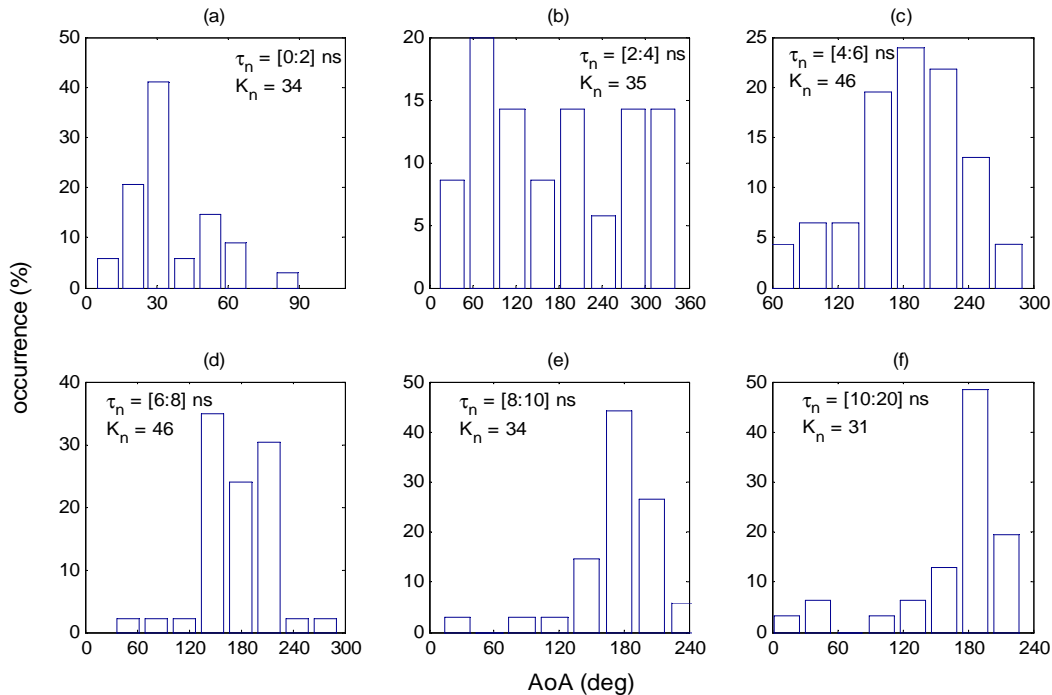 (a)
(b)
(c)
50
40
30
20
10
0
0 30 60 90
τn = [0:2] ns
Kn = 34
20
15
10
5
0
0 60 120 180 240 300 360
τn = [2:4] ns
Kn = 35
25
20
15
10
5
0
60 120 180 240 300
τn = [4:6] ns
Kn = 46
occurrence (%)
(d)
(e)
(f)
40
30
20
10
0
0 60 120 180 240 300
τn = [6:8] ns
Kn = 46
50
40
30
20
10
0
0 60 120 180 240
τn = [8:10] ns
Kn = 34
50
40
30
20
10
0
0 60 120 180 240
τn = [10:20] ns
Kn = 31
AoA (deg)